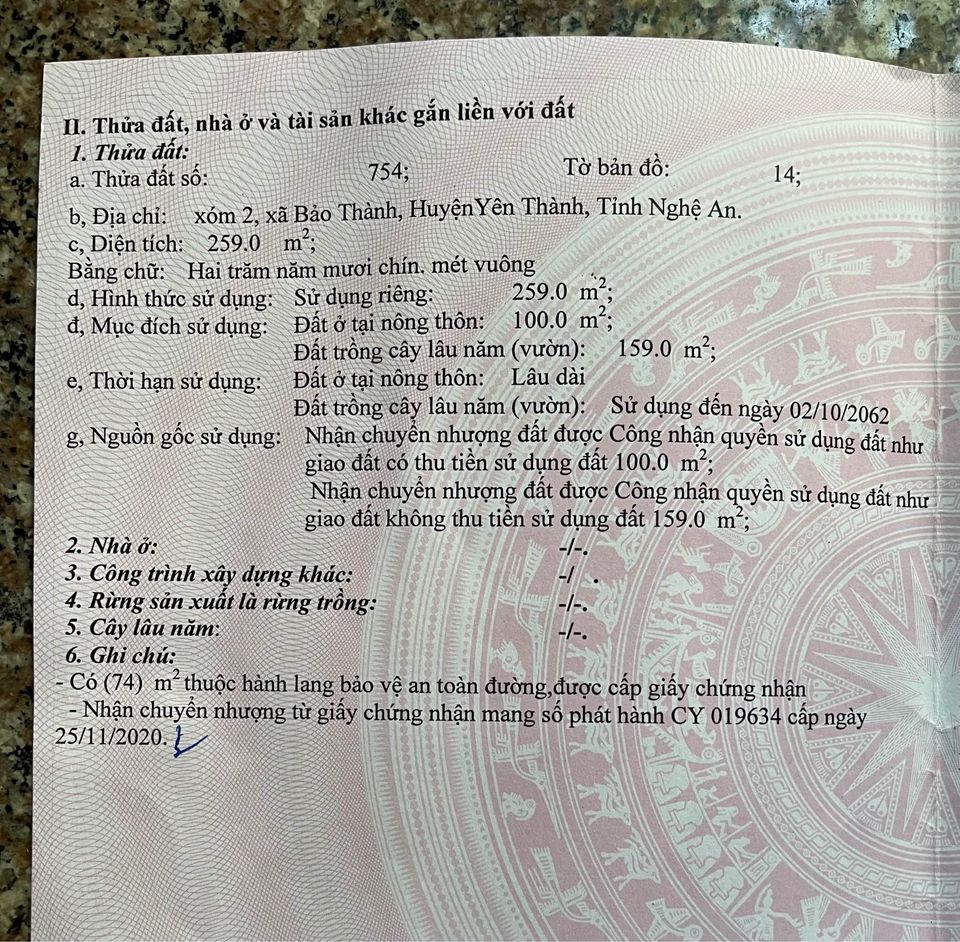 II. Thửa đất, nhà ở và tài sản khác gắn liền với đất
1. Thửa đất:
a. Thửa đất số: 754; Tờ bản đồ: 14;
b, Địa chỉ: xóm 2, xã Bảo Thành, HuyệnYên Thành, Tỉnh Nghệ An.
c, Diện tích: 259.0 m²;
Bằng chữ: Hai trăm năm mươi chín. mét vuông
d, Hình thức sử dụng: Sử dụng riêng: 259.0 m²;
đ, Mục đích sử dụng: Đất ở tại nông thôn: 100.0 m²;
Đất trồng cây lâu năm (vườn): 159.0 m²;
e, Thời hạn sử dụng: Đất ở tại nông thôn: Lâu dài
Đất trồng cây lâu năm (vườn): Sử dụng đến ngày 02/10/2062
g, Nguồn gốc sử dụng: Nhận chuyển nhượng đất được Công nhận quyền sử dụng đất như
giao đất có thu tiền sử dụng đất 100.0 m²;
Nhận chuyển nhượng đất được Công nhận quyền sử dụng đất như
giao đất không thu tiền sử dụng đất 159.0 m²;
2. Nhà ở: -/-.
3. Công trình xây dựng khác: -/ .
4. Rừng sản xuất là rừng trồng: -/-.
5. Cây lâu năm: -/-.
6. Ghi chú:
- Có (74) m² thuộc hành lang bảo vệ an toàn đường,được cấp giấy chứng nhận
- Nhận chuyển nhượng từ giấy chứng nhận mang số phát hành CY 019634 cấp ngày
25/11/2020.